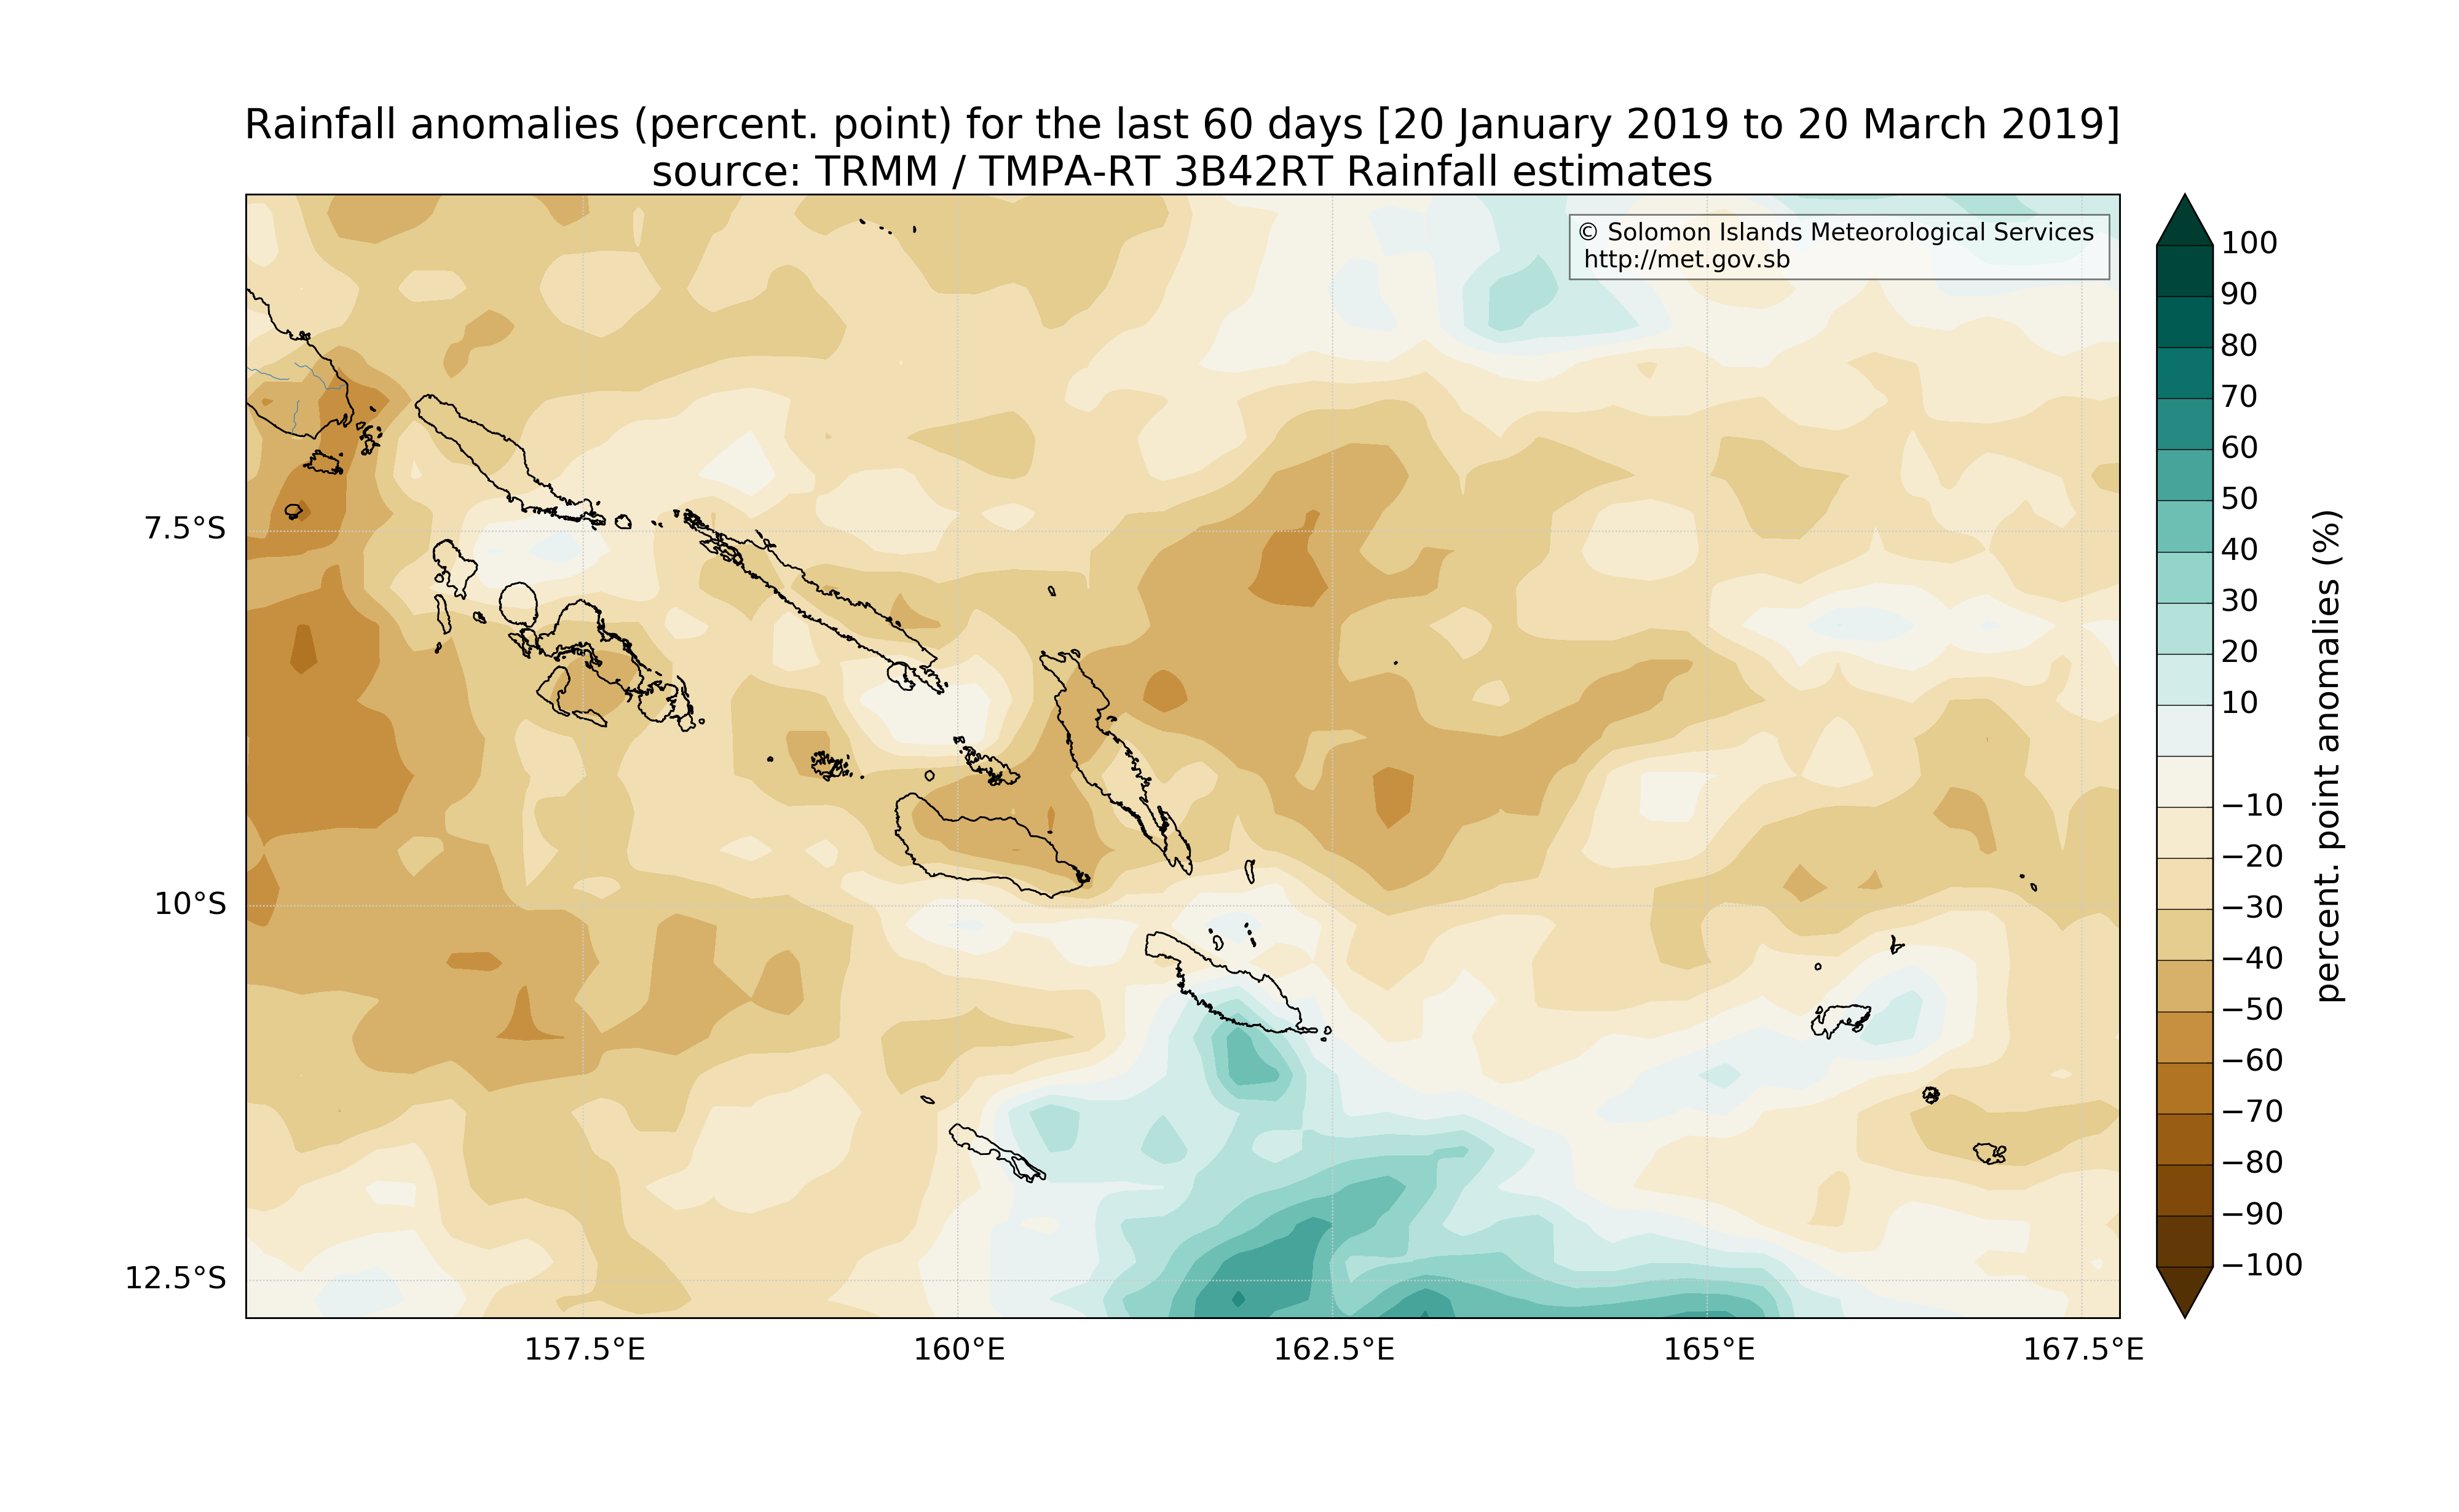 Rainfall anomalies (percent. point) for the last 60 days [20 January 2019 to 20 March 2019]
source: TRMM / TMPA-RT 3B42RT Rainfall estimates
© Solomon Islands Meteorological Services
http://met.gov.sb
7.5°S
10°S
12.5°S
157.5°E
160°E
162.5°E
165°E
167.5°E
100
90
80
70
60
50
40
30
20
10
−10
−20
−30
−40
−50
−60
−70
−80
−90
−100
percent. point anomalies (%)